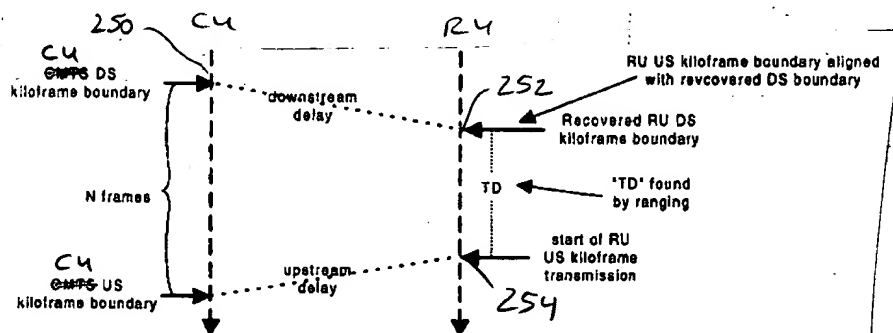 250
CU
RU
CU
CMTS DS
kiloframe boundary
downstream
delay
252
RU US kiloframe boundary aligned
with revcovered DS boundary
Recovered RU DS
kiloframe boundary
N frames
TD
"TD" found
by ranging
CU
CMTS US
kiloframe boundary
upstream
delay
254
start of RU
US kiloframe
transmission